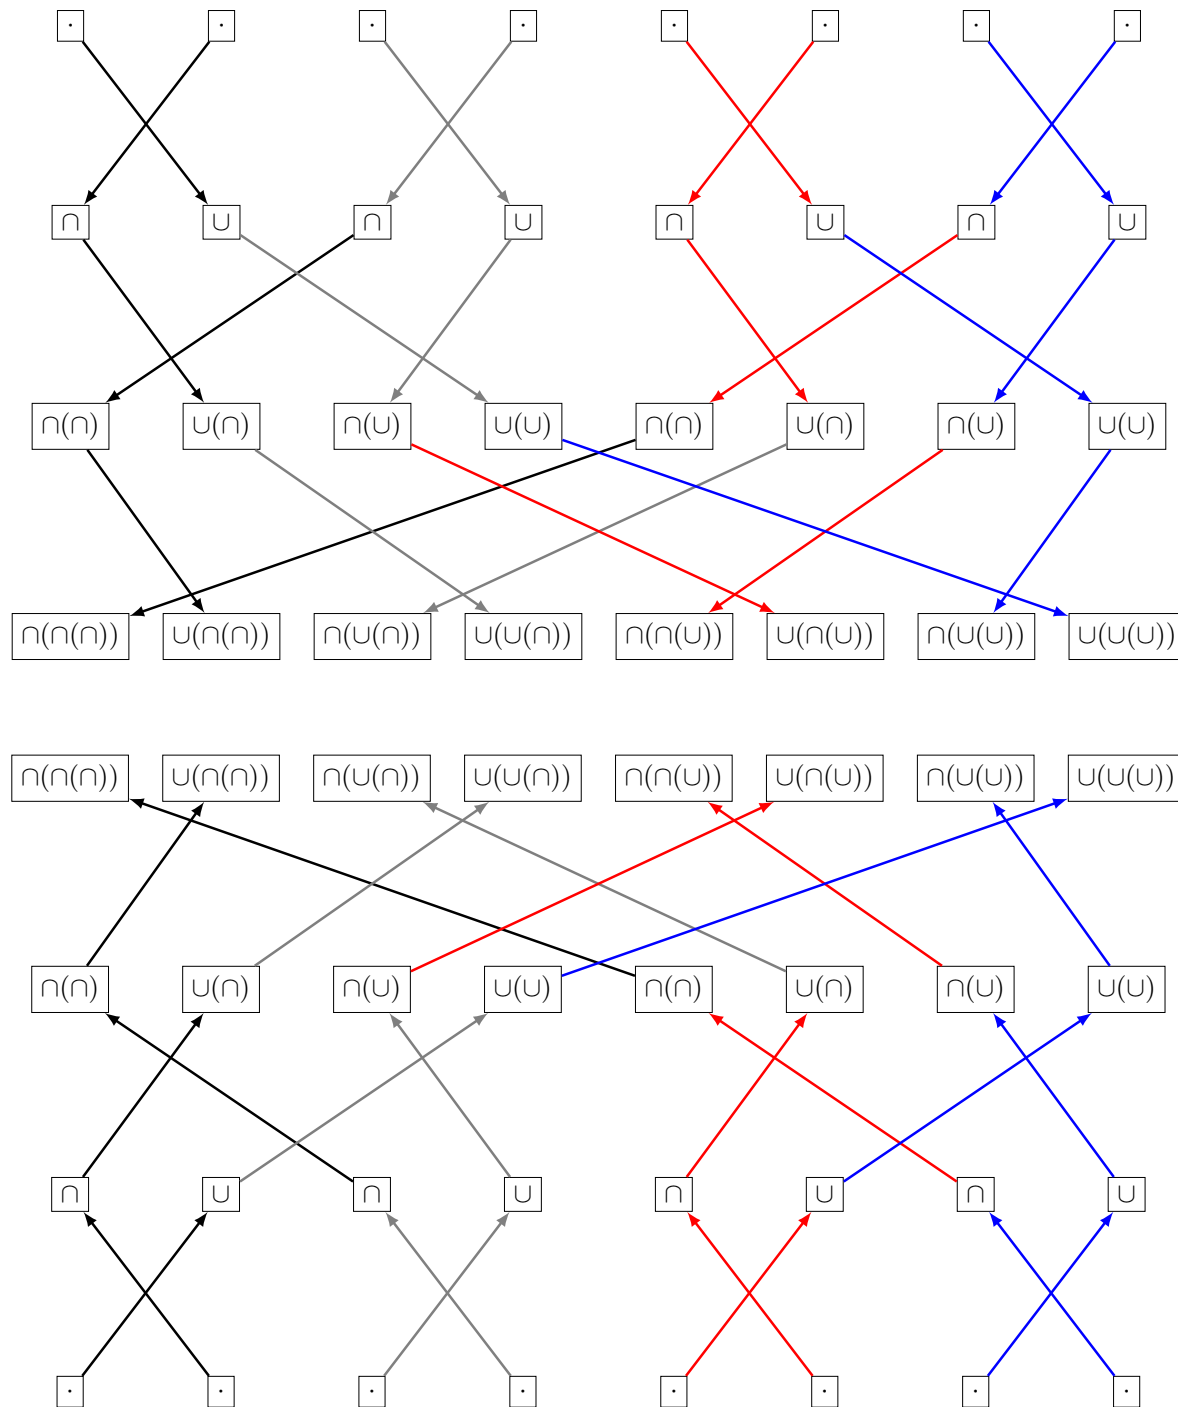 · · · · · · · ·
∩ ∪ ∩ ∪ ∩ ∪ ∩ ∪
∩(∩) ∪(∩) ∩(∪) ∪(∪) ∩(∩) ∪(∩) ∩(∪) ∪(∪)
∩(∩(∩)) ∪(∩(∩)) ∩(∪(∩)) ∪(∪(∩)) ∩(∩(∪)) ∪(∩(∪)) ∩(∪(∪)) ∪(∪(∪))
∩(∩(∩)) ∪(∩(∩)) ∩(∪(∩)) ∪(∪(∩)) ∩(∩(∪)) ∪(∩(∪)) ∩(∪(∪)) ∪(∪(∪))
∩(∩) ∪(∩) ∩(∪) ∪(∪) ∩(∩) ∪(∩) ∩(∪) ∪(∪)
∩ ∪ ∩ ∪ ∩ ∪ ∩ ∪
· · · · · · · ·